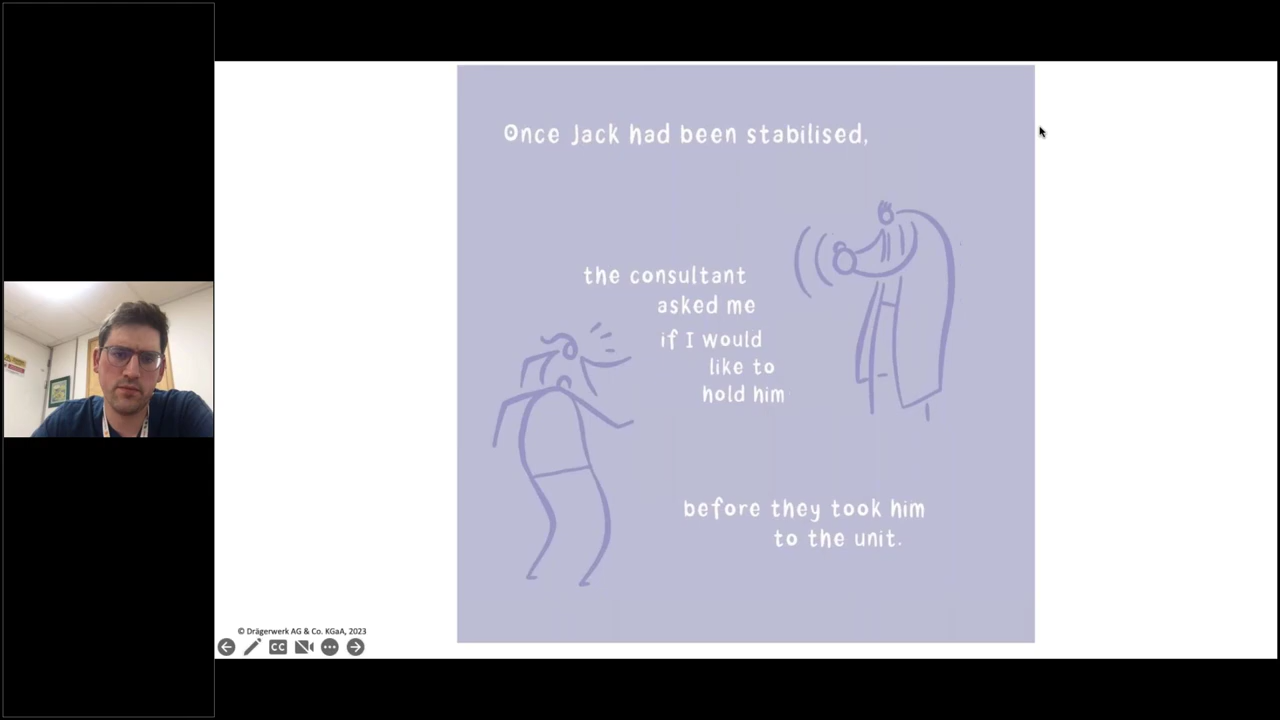 Once Jack had been stabilised,
the consultant
asked me
if I would
like to
hold him
before they took him
to the unit.
© Drägerwerk AG & Co. KGaA, 2023
CC